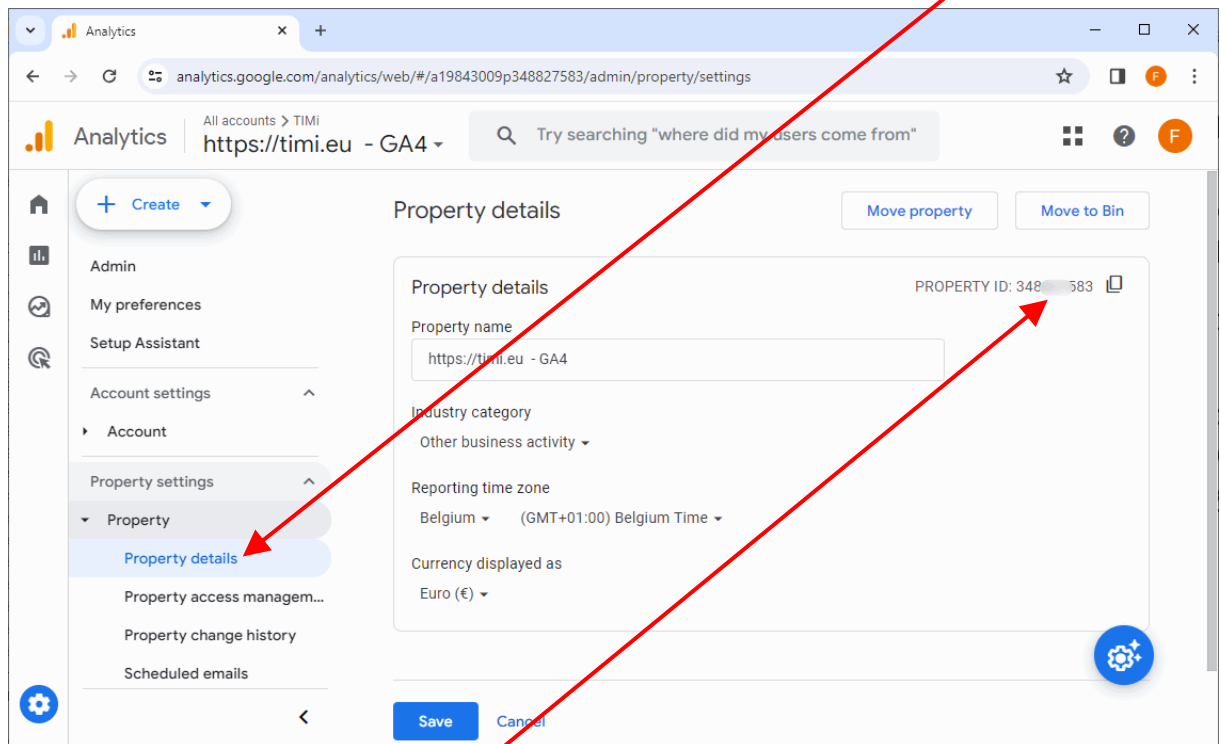 Analytics
analytics.google.com/analytics/web/#/a19843009p348827583/admin/property/settings
F
Analytics
All accounts > TIMi
https://timi.eu - GA4
Try searching "where did my users come from"
F
Create
Property details
Move property
Move to Bin
Admin
My preferences
Setup Assistant
Account settings
Account
Property settings
Property
Property details
Property access managem...
Property change history
Scheduled emails
Property details
PROPERTY ID: 348 583
Property name
https://timi.eu - GA4
Industry category
Other business activity
Reporting time zone
Belgium (GMT+01:00) Belgium Time
Currency displayed as
Euro (€)
Save Cancel